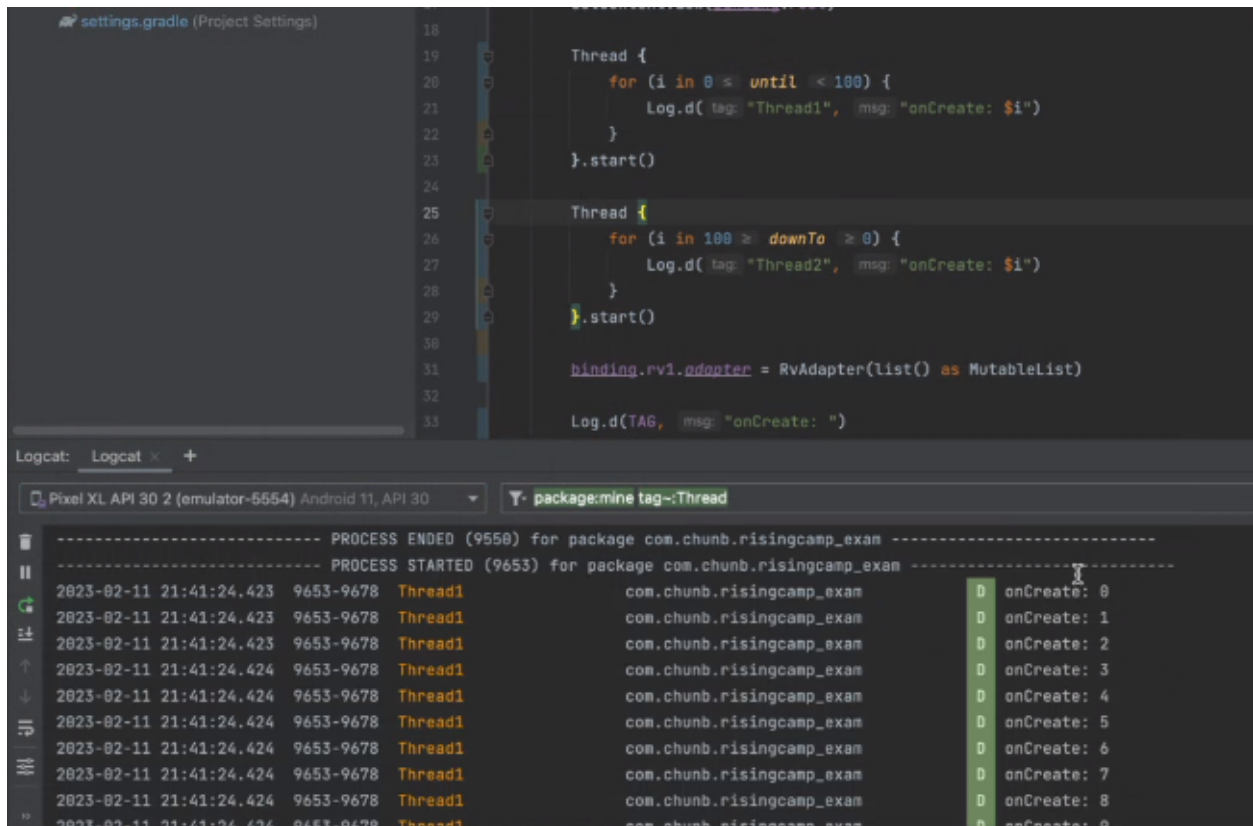 settings.gradle (Project Settings)
18
19 Thread {
20 for (i in 0 ≤ until < 100) {
21 Log.d( tag: "Thread1", msg: "onCreate: $i")
22 }
23 }.start()
24
25 Thread {
26 for (i in 100 ≥ downTo ≥ 0) {
27 Log.d( tag: "Thread2", msg: "onCreate: $i")
28 }
29 }.start()
30
31 binding.rv1.adapter = RvAdapter(list() as MutableList)
32
33 Log.d(TAG, msg: "onCreate: ")
Logcat: Logcat × +
Pixel XL API 30 2 (emulator-5554) Android 11, API 30 package:mine tag~:Thread
---------------------------- PROCESS ENDED (9550) for package com.chunb.risingcamp_exam ----------------------------
---------------------------- PROCESS STARTED (9653) for package com.chunb.risingcamp_exam ----------------------------
2023-02-11 21:41:24.423 9653-9678 Thread1 com.chunb.risingcamp_exam D onCreate: 0
2023-02-11 21:41:24.423 9653-9678 Thread1 com.chunb.risingcamp_exam D onCreate: 1
2023-02-11 21:41:24.423 9653-9678 Thread1 com.chunb.risingcamp_exam D onCreate: 2
2023-02-11 21:41:24.424 9653-9678 Thread1 com.chunb.risingcamp_exam D onCreate: 3
2023-02-11 21:41:24.424 9653-9678 Thread1 com.chunb.risingcamp_exam D onCreate: 4
2023-02-11 21:41:24.424 9653-9678 Thread1 com.chunb.risingcamp_exam D onCreate: 5
2023-02-11 21:41:24.424 9653-9678 Thread1 com.chunb.risingcamp_exam D onCreate: 6
2023-02-11 21:41:24.424 9653-9678 Thread1 com.chunb.risingcamp_exam D onCreate: 7
2023-02-11 21:41:24.424 9653-9678 Thread1 com.chunb.risingcamp_exam D onCreate: 8